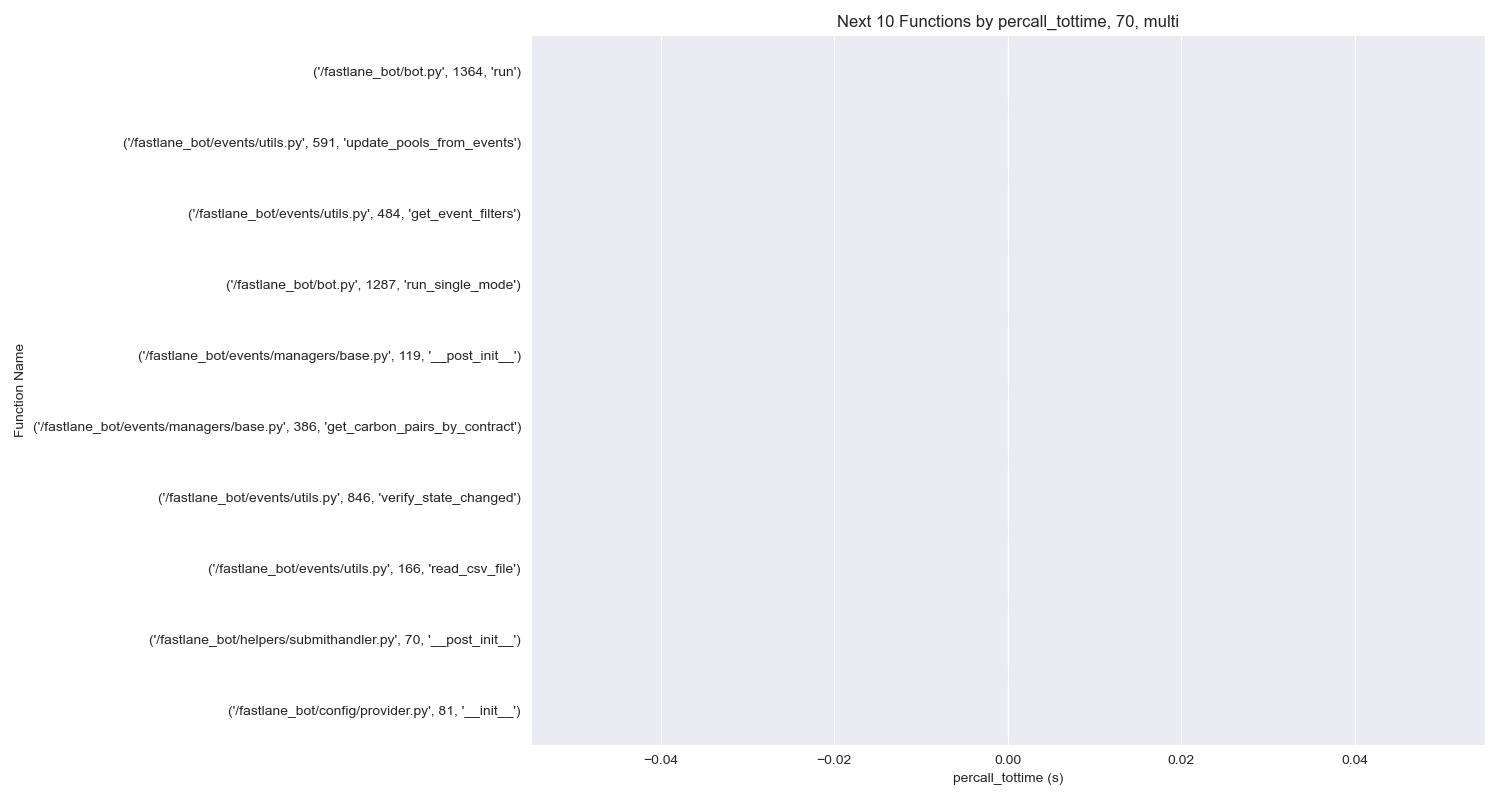 Next 10 Functions by percall_tottime, 70, multi
('/fastlane_bot/bot.py', 1364, 'run')
('/fastlane_bot/events/utils.py', 591, 'update_pools_from_events')
('/fastlane_bot/events/utils.py', 484, 'get_event_filters')
('/fastlane_bot/bot.py', 1287, 'run_single_mode')
('/fastlane_bot/events/managers/base.py', 119, '__post_init__')
('/fastlane_bot/events/managers/base.py', 386, 'get_carbon_pairs_by_contract')
('/fastlane_bot/events/utils.py', 846, 'verify_state_changed')
('/fastlane_bot/events/utils.py', 166, 'read_csv_file')
('/fastlane_bot/helpers/submithandler.py', 70, '__post_init__')
('/fastlane_bot/config/provider.py', 81, '__init__')
Function Name
−0.04 −0.02 0.00 0.02 0.04
percall_tottime (s)